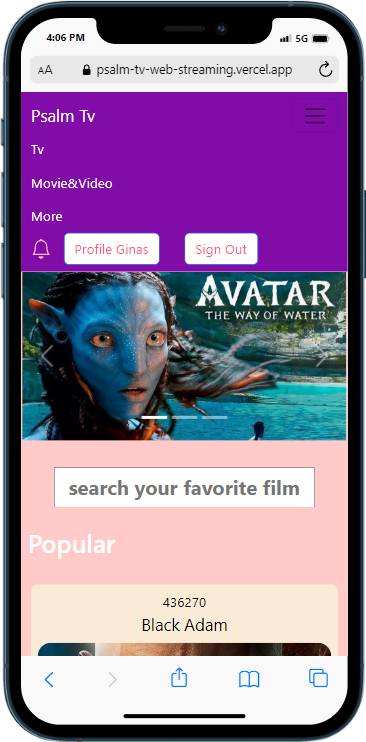 4:06 PM 5G
AA psalm-tv-web-streaming.vercel.app
Psalm Tv
Tv
Movie&Video
More
Profile Ginas Sign Out
AVATAR
THE WAY OF WATER
search your favorite film
Popular
436270
Black Adam